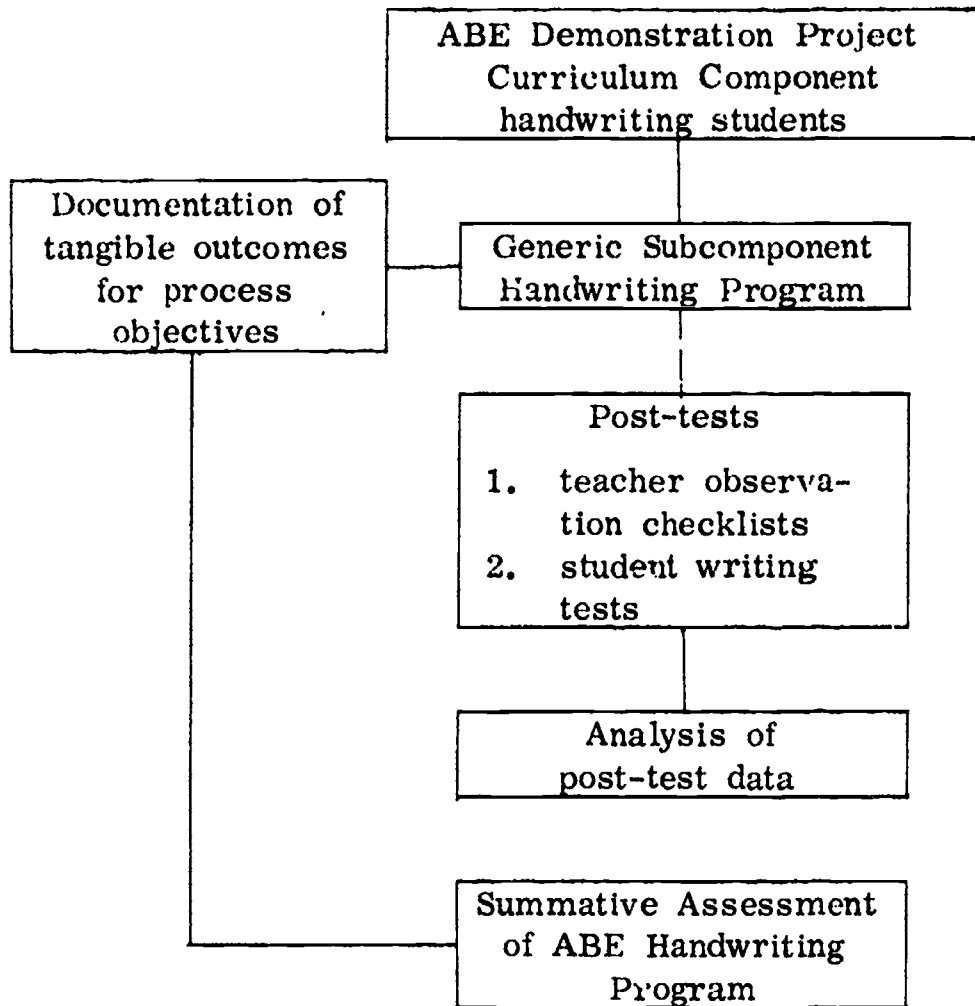 ABE Demonstration Project
Curriculum Component
handwriting students
Documentation of
tangible outcomes
for process
objectives
Generic Subcomponent
Handwriting Program
Post-tests
1. teacher observa-
tion checklists
2. student writing
tests
Analysis of
post-test data
Summative Assessment
of ABE Handwriting
Program